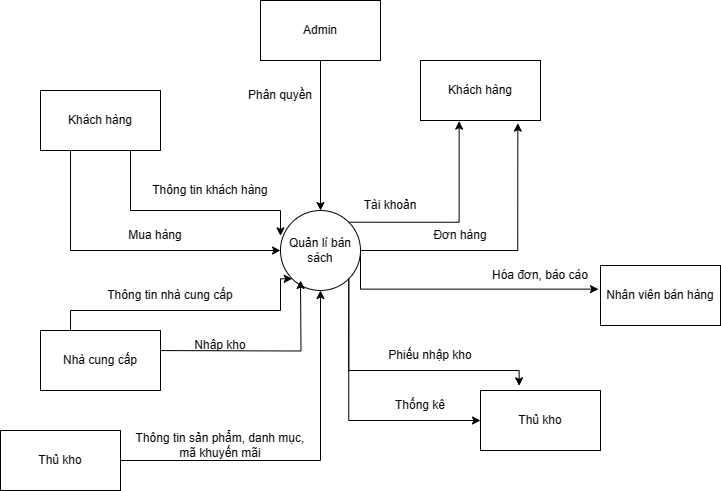 Admin
Khách hàng
Phân quyền
Khách hàng
Thông tin khách hàng
Tài khoản
Mua hàng
Đơn hàng
Quản lí bán
sách
Hóa đơn, báo cáo
Thông tin nhà cung cấp
Nhân viên bán hàng
Nhà cung cấp
Nhập kho
Phiếu nhập kho
Thống kê
Thủ kho
Thông tin sản phẩm, danh mục,
mã khuyến mãi
Thủ kho